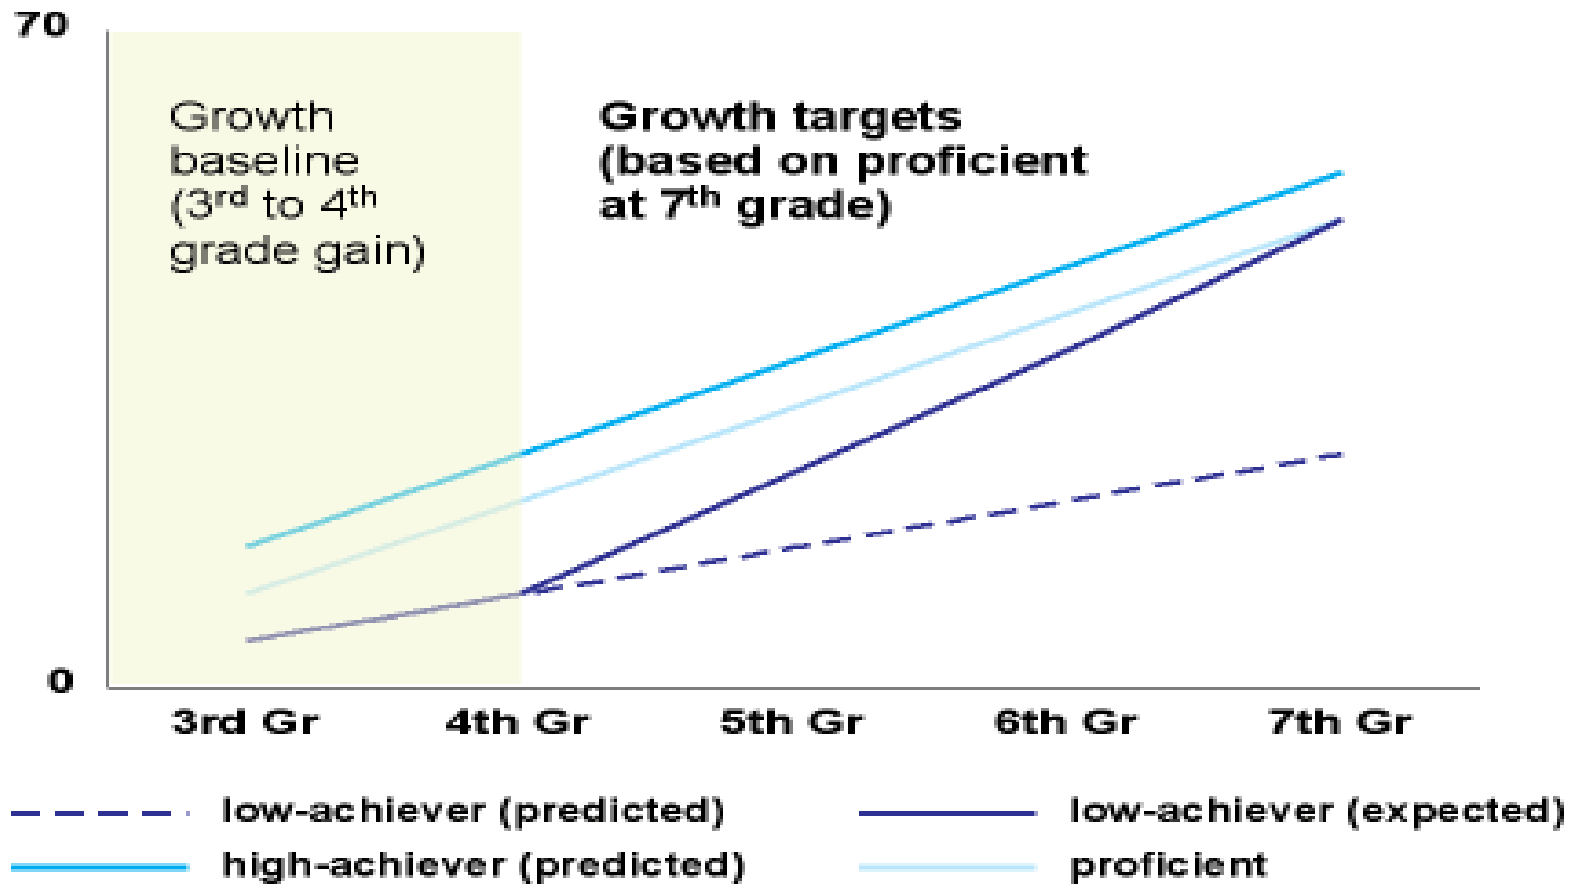 70
Growth
baseline
(3rd to 4th
grade gain)
Growth targets
(based on proficient
at 7th grade)
0
3rd Gr
4th Gr
5th Gr
6th Gr
7th Gr
low-achiever (predicted)
low-achiever (expected)
high-achiever (predicted)
proficient